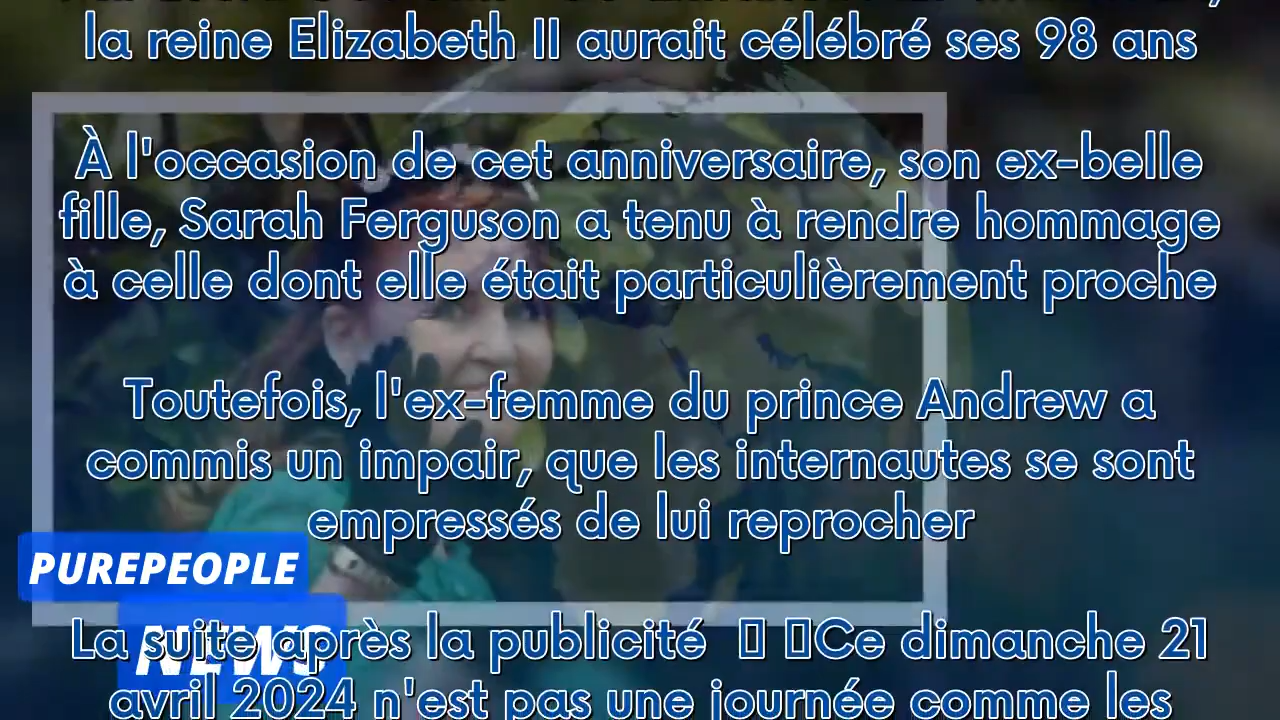 la reine Elizabeth II aurait célébré ses 98 ans
À l'occasion de cet anniversaire, son ex-belle
fille, Sarah Ferguson a tenu à rendre hommage
à celle dont elle était particulièrement proche
Toutefois, l'ex-femme du prince Andrew a
commis un impair, que les internautes se sont
empressés de lui reprocher
PUREPEOPLE
NEWS
La suite après la publicité Ce dimanche 21
avril 2024 n'est pas une journée comme les